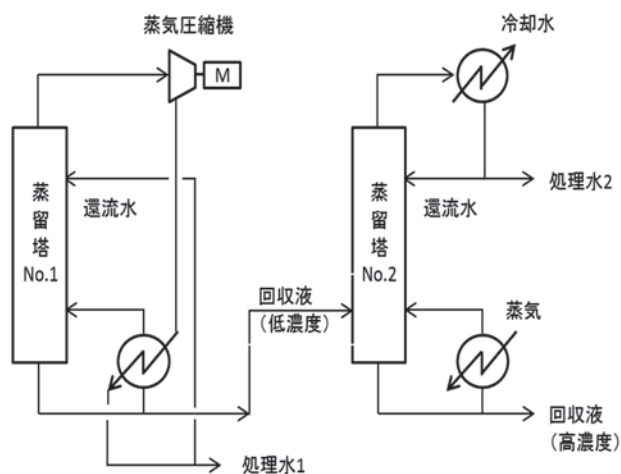 蒸気圧縮機
M
冷却水
蒸
留
塔
No.1
還流水
回収液
(低濃度)
処理水1
蒸
留
塔
No.2
還流水
処理水2
蒸気
回収液
(高濃度)